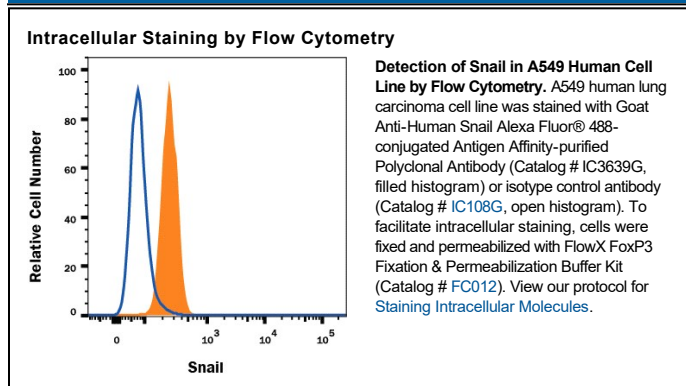 Intracellular Staining by Flow Cytometry
100
80
60
40
20
0
Relative Cell Number
0
10³
10⁴
10⁵
Snail
Detection of Snail in A549 Human Cell
Line by Flow Cytometry. A549 human lung
carcinoma cell line was stained with Goat
Anti-Human Snail Alexa Fluor® 488-
conjugated Antigen Affinity-purified
Polyclonal Antibody (Catalog # IC3639G,
filled histogram) or isotype control antibody
(Catalog # IC108G, open histogram). To
facilitate intracellular staining, cells were
fixed and permeabilized with FlowX FoxP3
Fixation & Permeabilization Buffer Kit
(Catalog # FC012). View our protocol for
Staining Intracellular Molecules.